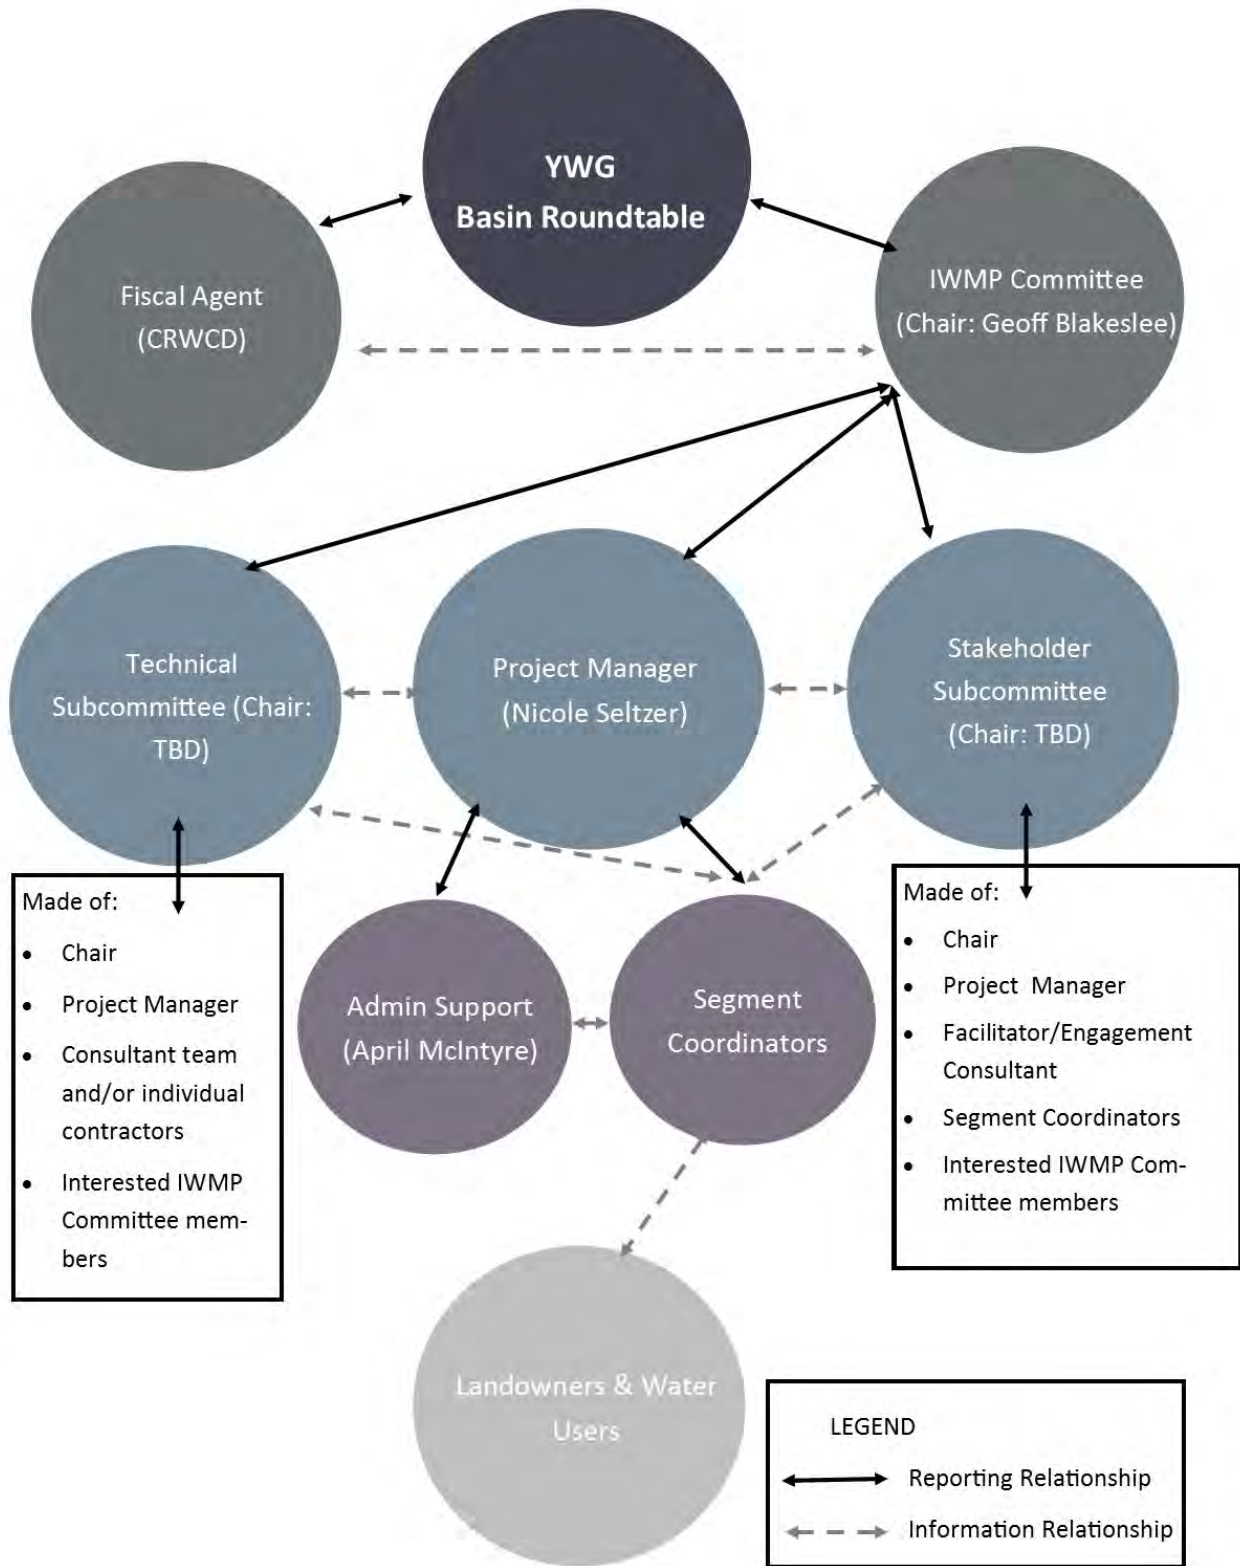 YWG
Basin Roundtable
Fiscal Agent
(CRWCD)
IWMP Committee
(Chair: Geoff Blakeslee)
Technical
Subcommittee (Chair:
TBD)
Project Manager
(Nicole Seltzer)
Stakeholder
Subcommittee
(Chair: TBD)
Made of:
• Chair
• Project Manager
• Consultant team
and/or individual
contractors
• Interested IWMP
Committee mem-
bers
Admin Support
(April McIntyre)
Segment
Coordinators
Made of:
• Chair
• Project Manager
• Facilitator/Engagement
Consultant
• Segment Coordinators
• Interested IWMP Com-
mittee members
Landowners & Water
Users
LEGEND
Reporting Relationship
Information Relationship